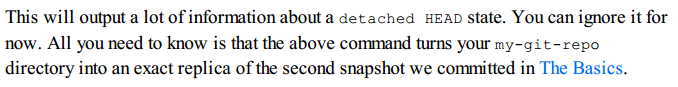 This will output a lot of information about a detached HEAD state. You can ignore it for
now. All you need to know is that the above command turns your my-git-repo
directory into an exact replica of the second snapshot we committed in The Basics.